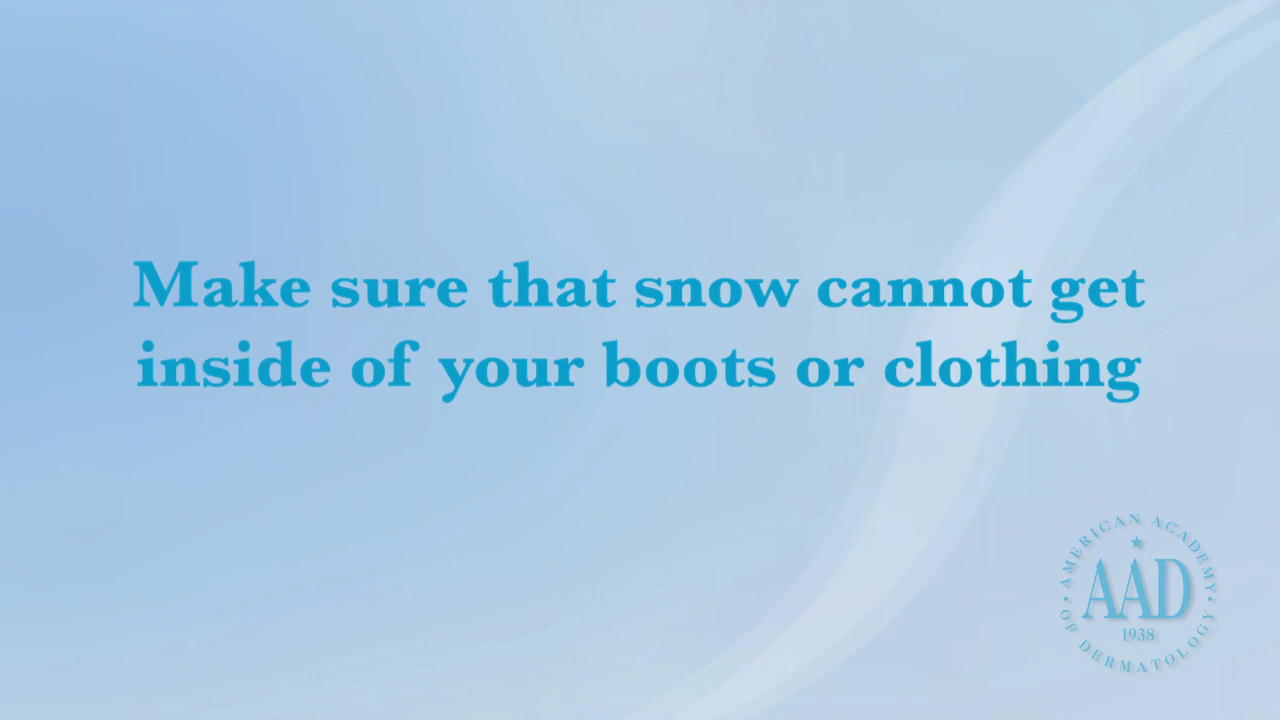 Make sure that snow cannot get
inside of your boots or clothing
AMERICAN ACADEMY
AAD
1938
OF DERMATOLOGY